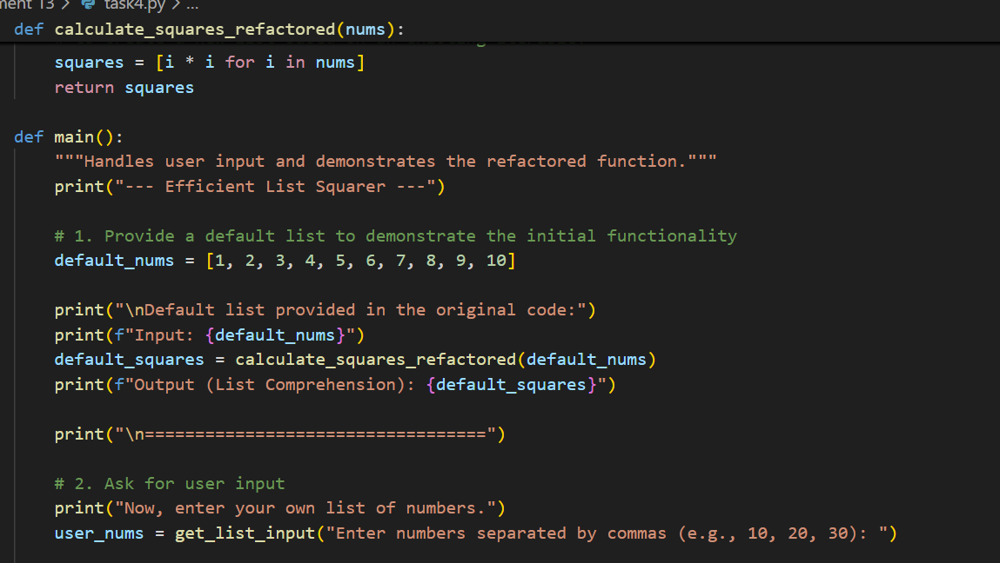 ment 13 > task4.py > ...
def calculate_squares_refactored(nums):
    squares = [i * i for i in nums]
    return squares
def main():
    """Handles user input and demonstrates the refactored function."""
    print("--- Efficient List Squarer ---")
    # 1. Provide a default list to demonstrate the initial functionality
    default_nums = [1, 2, 3, 4, 5, 6, 7, 8, 9, 10]
    print("\nDefault list provided in the original code:")
    print(f"Input: {default_nums}")
    default_squares = calculate_squares_refactored(default_nums)
    print(f"Output (List Comprehension): {default_squares}")
    print("\n==================================")
    # 2. Ask for user input
    print("Now, enter your own list of numbers.")
    user_nums = get_list_input("Enter numbers separated by commas (e.g., 10, 20, 30): ")